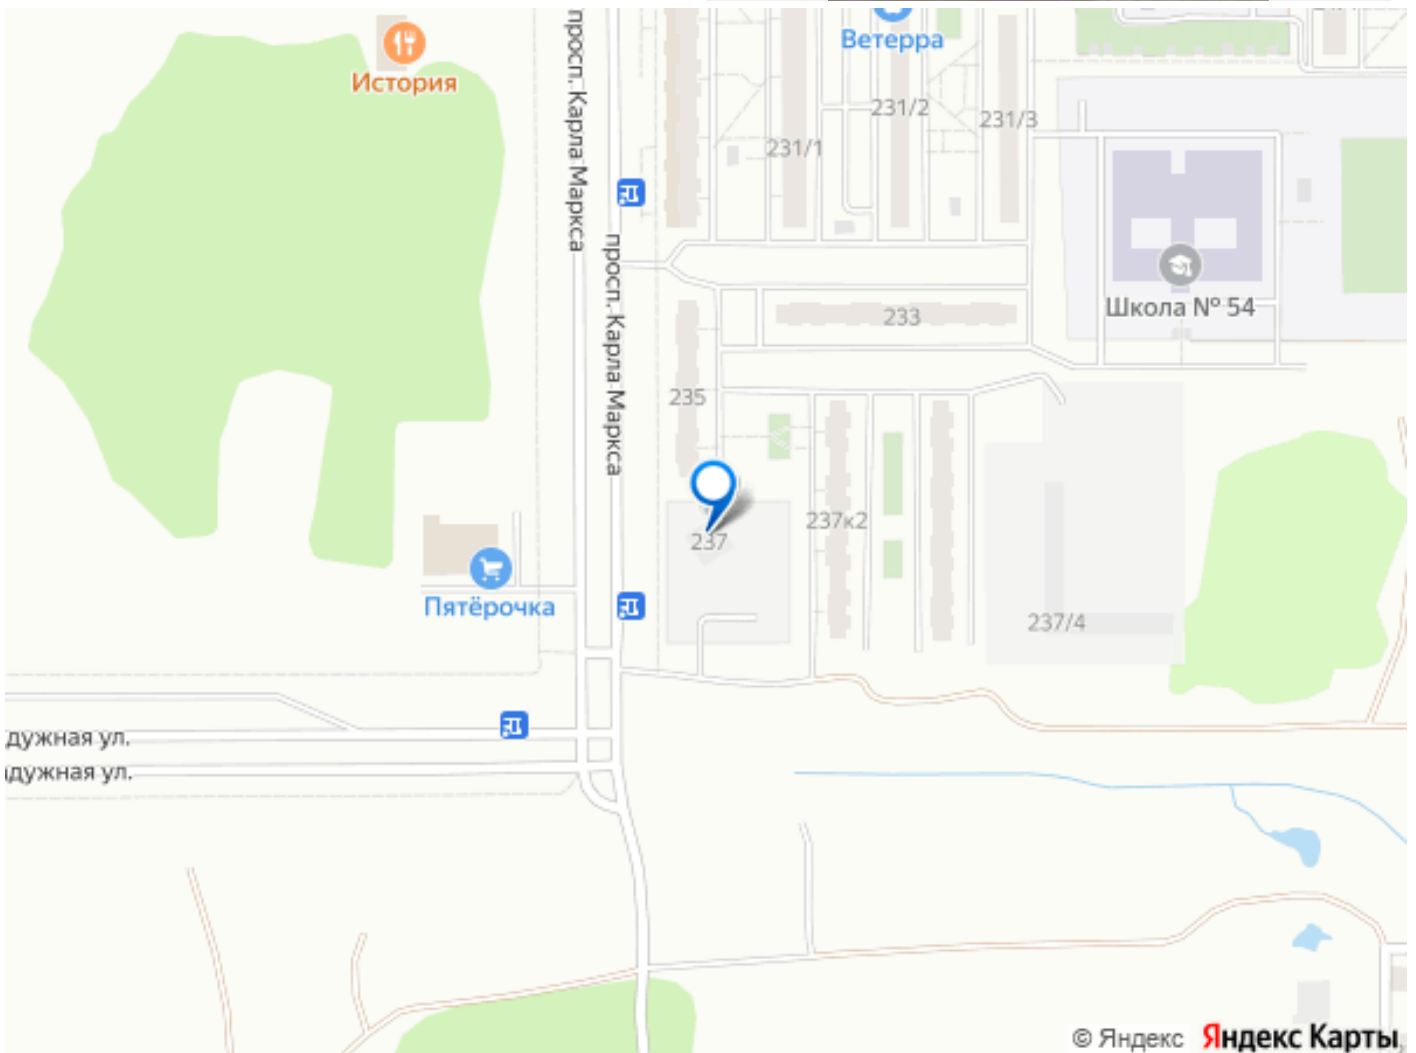 История
просп. Карла Маркса
просп. Карла Маркса
Ветерра
231/1
231/2
231/3
Школа № 54
233
235
237
237к2
237/4
Пятёрочка
дужная ул.
дужная ул.
© Яндекс Яндекс Карты